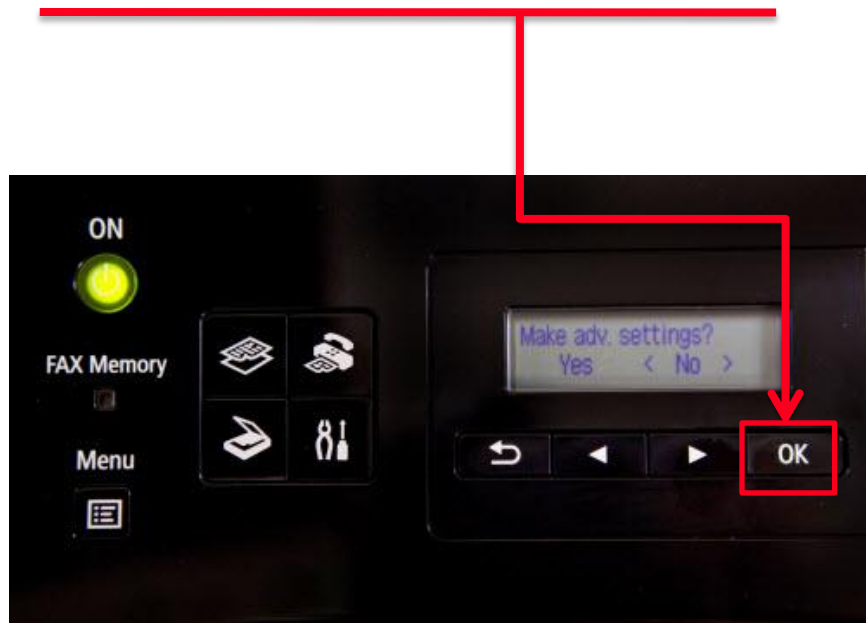 ON
FAX Memory
Menu
Make adv. settings?
Yes < No >
OK